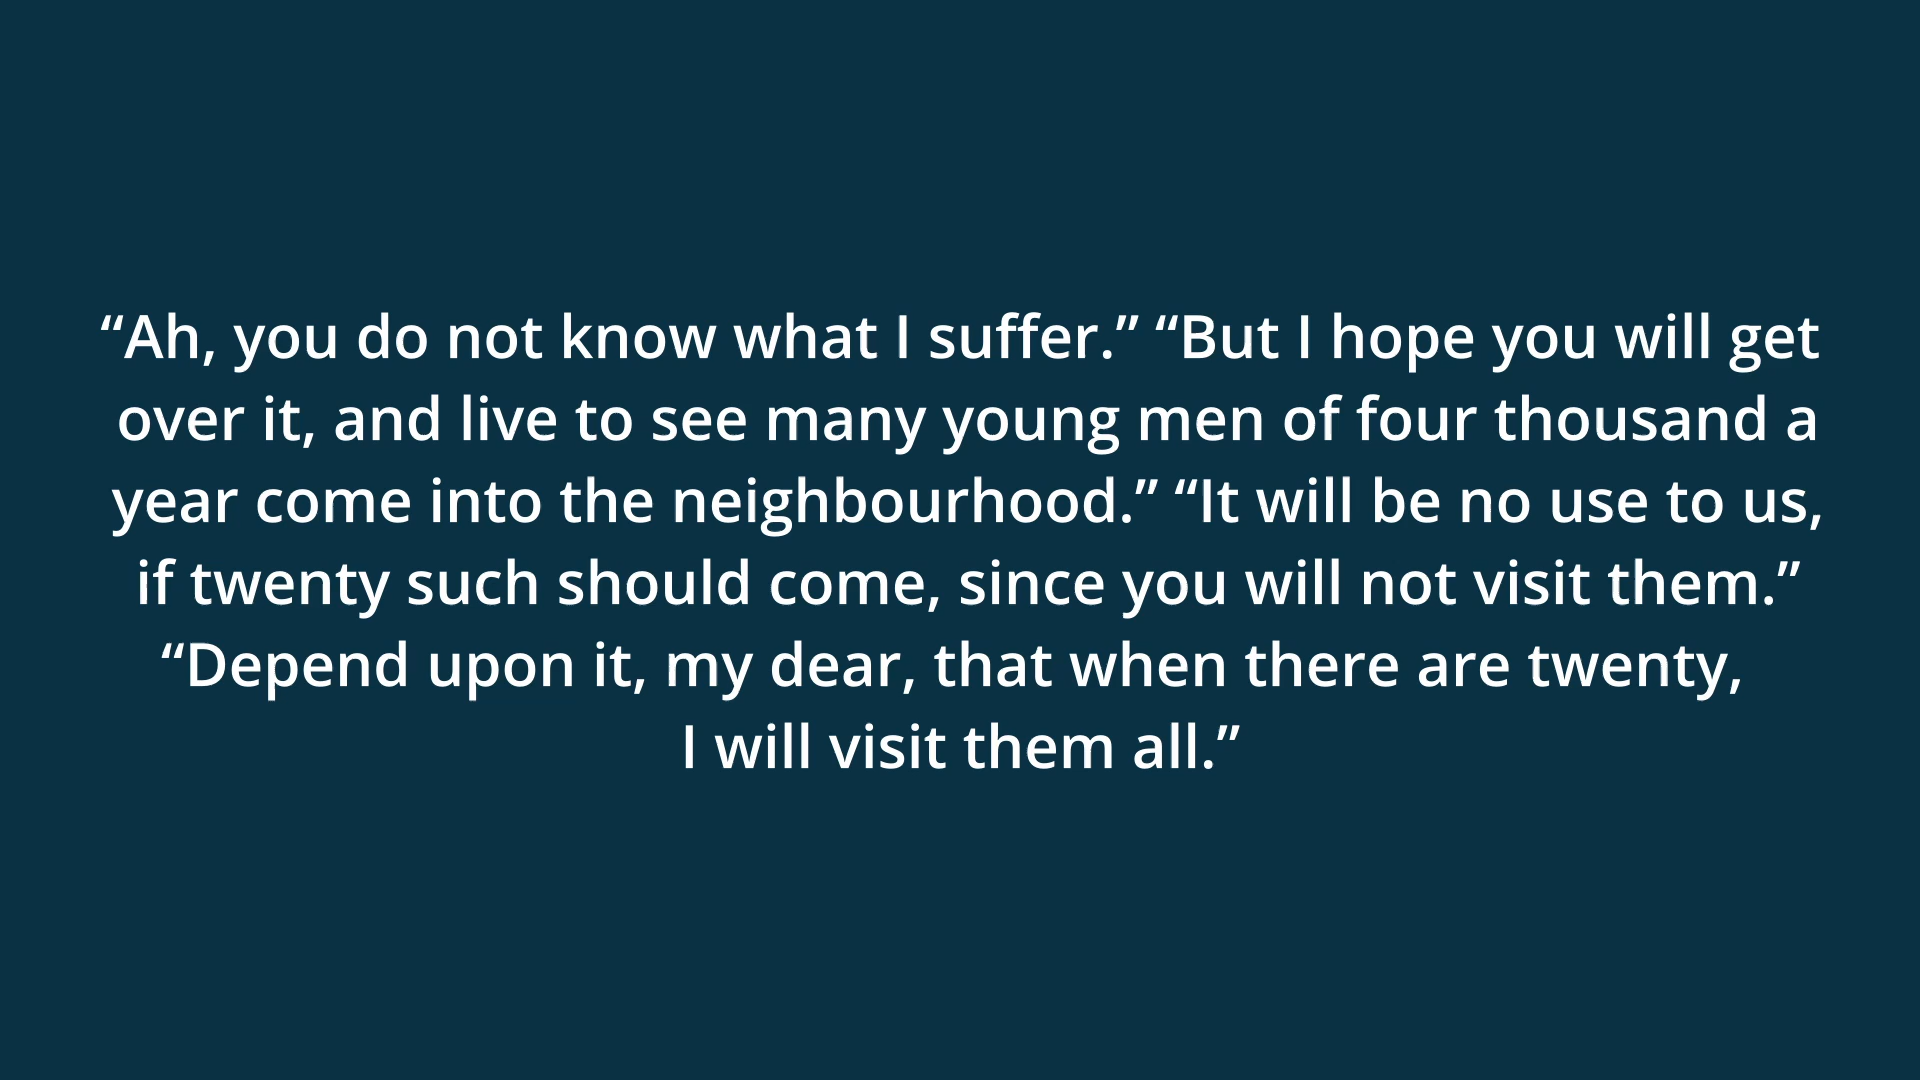 “Ah, you do not know what I suffer.” “But I hope you will get
over it, and live to see many young men of four thousand a
year come into the neighbourhood.” “It will be no use to us,
if twenty such should come, since you will not visit them.”
“Depend upon it, my dear, that when there are twenty,
I will visit them all.”